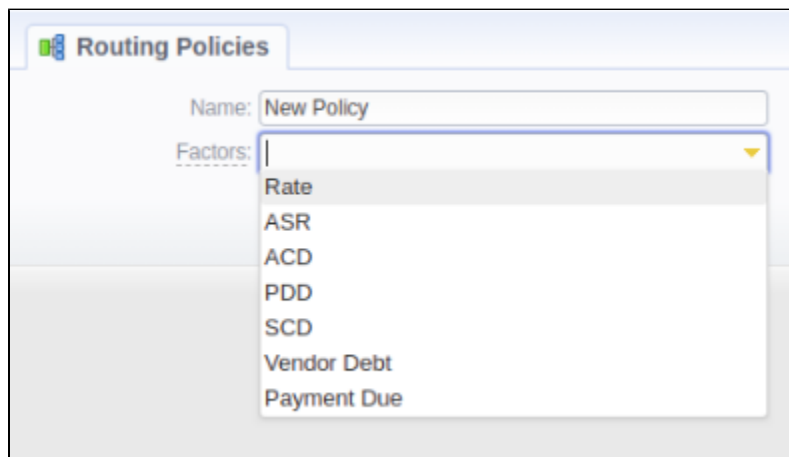 Routing Policies
Name: New Policy
Factors:
Rate
ASR
ACD
PDD
SCD
Vendor Debt
Payment Due